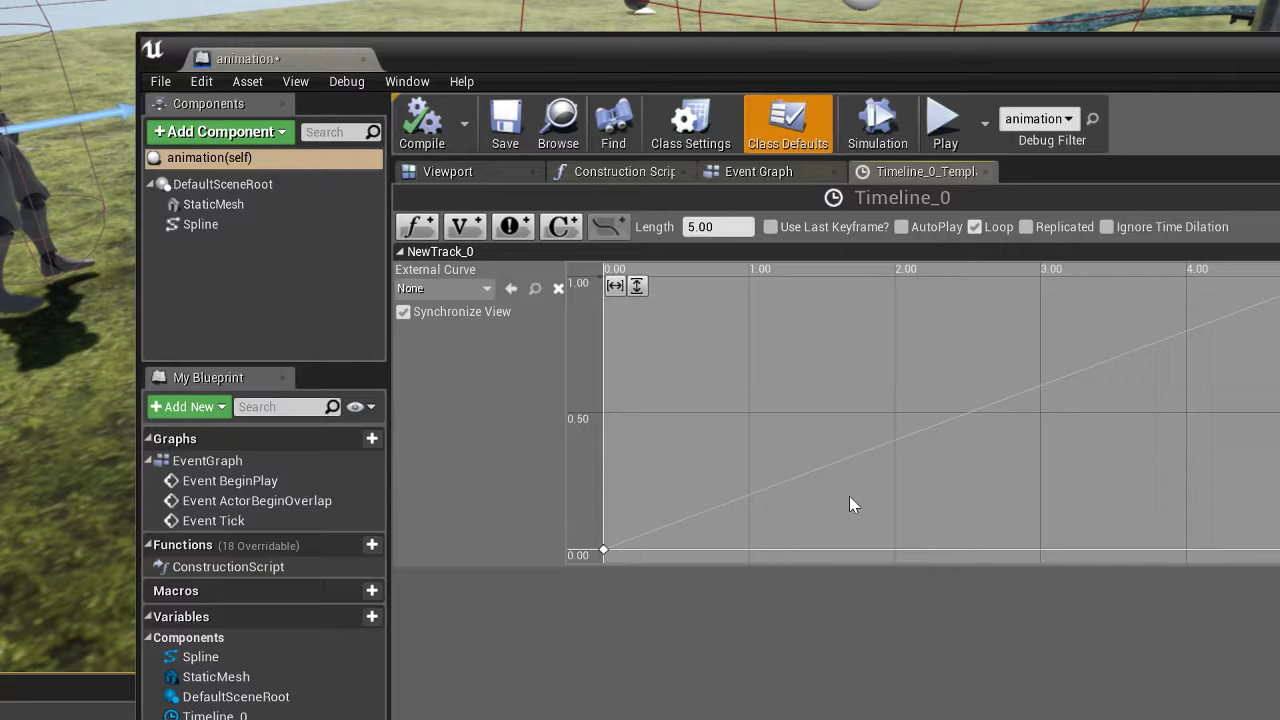 animation*
File Edit Asset View Debug Window Help
Components
Add Component Search
animation(self)
DefaultSceneRoot
StaticMesh
Spline
Compile Save Browse Find Class Settings Class Defaults Simulation Play
animation
Debug Filter
Viewport Construction Scrip Event Graph Timeline_0_Templ
Timeline_0
Length 5.00 Use Last Keyframe? AutoPlay Loop Replicated Ignore Time Dilation
NewTrack_0
External Curve
None
Synchronize View
0.00 1.00 2.00 3.00 4.00
1.00
0.50
0.00
My Blueprint
Add New Search
Graphs
EventGraph
Event BeginPlay
Event ActorBeginOverlap
Event Tick
Functions (18 Overridable)
ConstructionScript
Macros
Variables
Components
Spline
StaticMesh
DefaultSceneRoot
Timeline_0